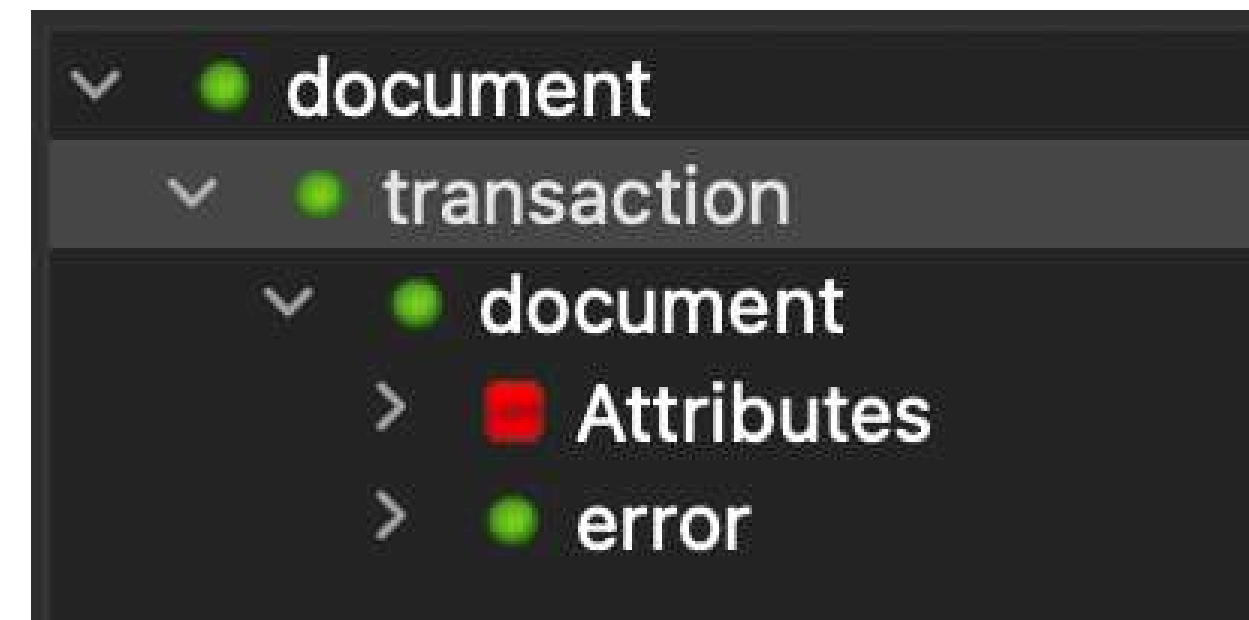 document
transaction
document
Attributes
error